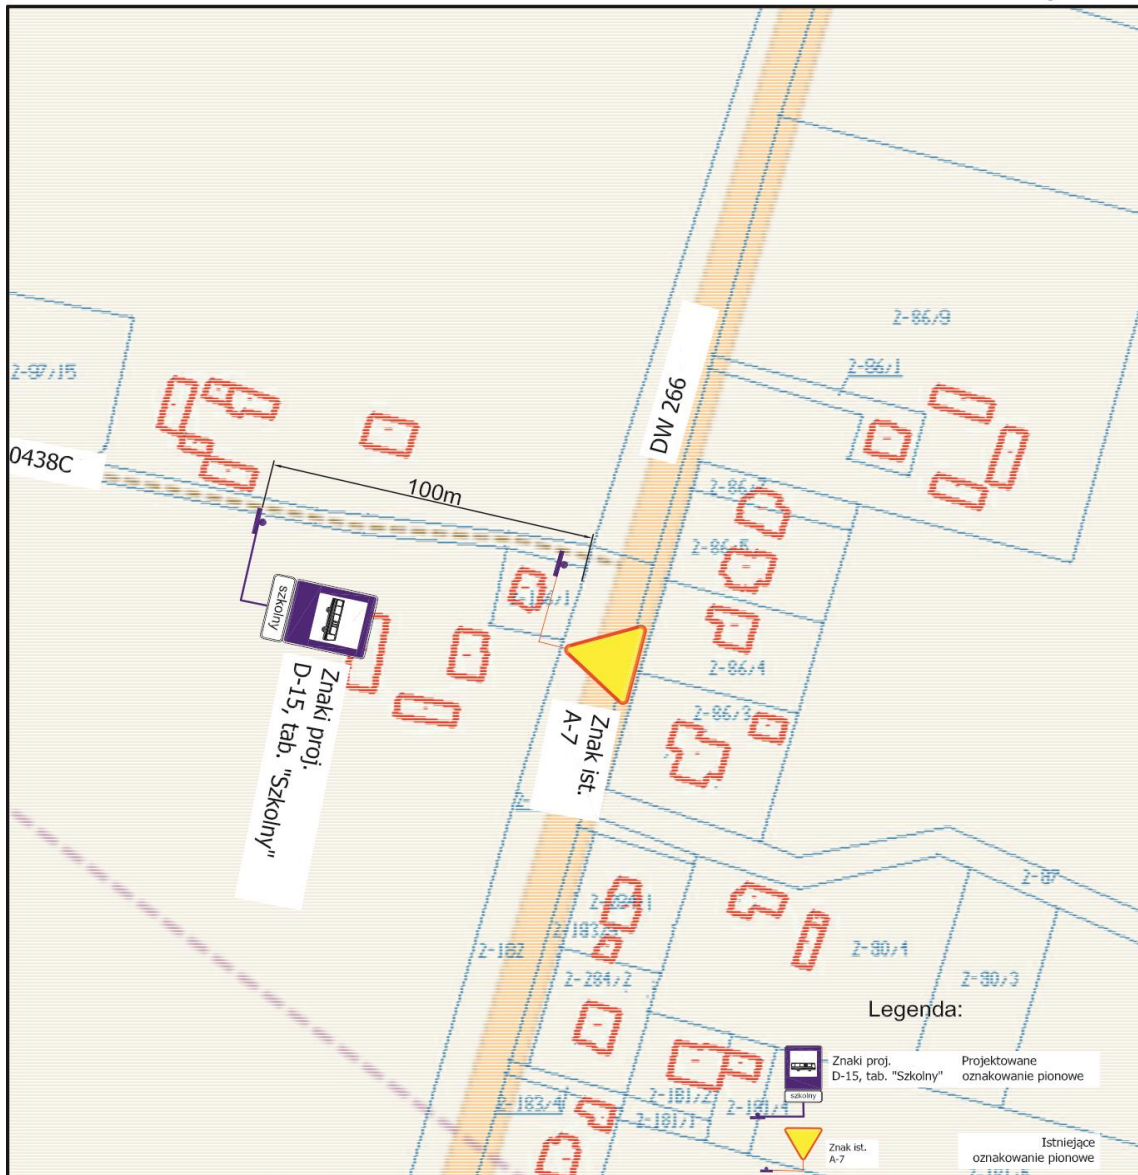 2-86/9
2-86/1
2-97/15
DW 266
0438C
100m
2-86/5
szkolny
2-86/4
2-86/3
Znaki proj.
D-15, tab. "Szkolny"
Znak ist.
A-7
2-87
2-182
2-90/4
2-284/2
2-90/3
Legenda:
Znaki proj.
D-15, tab. "Szkolny"
Projektowane
oznakowanie pionowe
szkolny
2-181/2
2-183/4
2-181/1
Znak ist.
A-7
Istniejące
oznakowanie pionowe